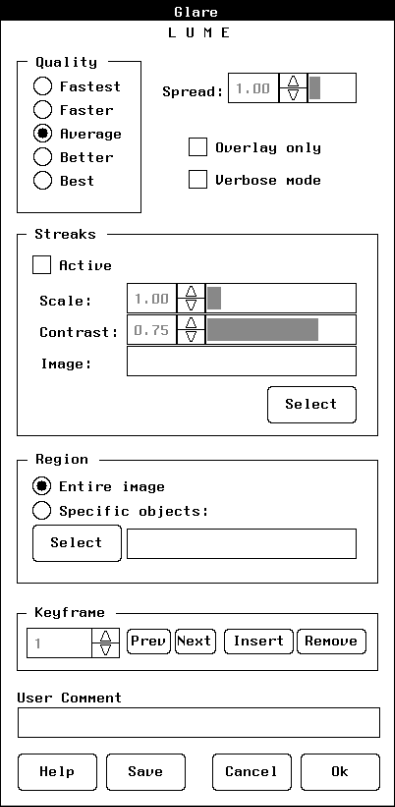 Glare
L U M E
Quality
Fastest
Faster
Average
Better
Best
Spread: 1.00
Overlay only
Verbose mode
Streaks
Active
Scale: 1.00
Contrast: 0.75
Image:
Select
Region
Entire image
Specific objects:
Select
Keyframe
1 Prev Next Insert Remove
User Comment
Help Save Cancel Ok